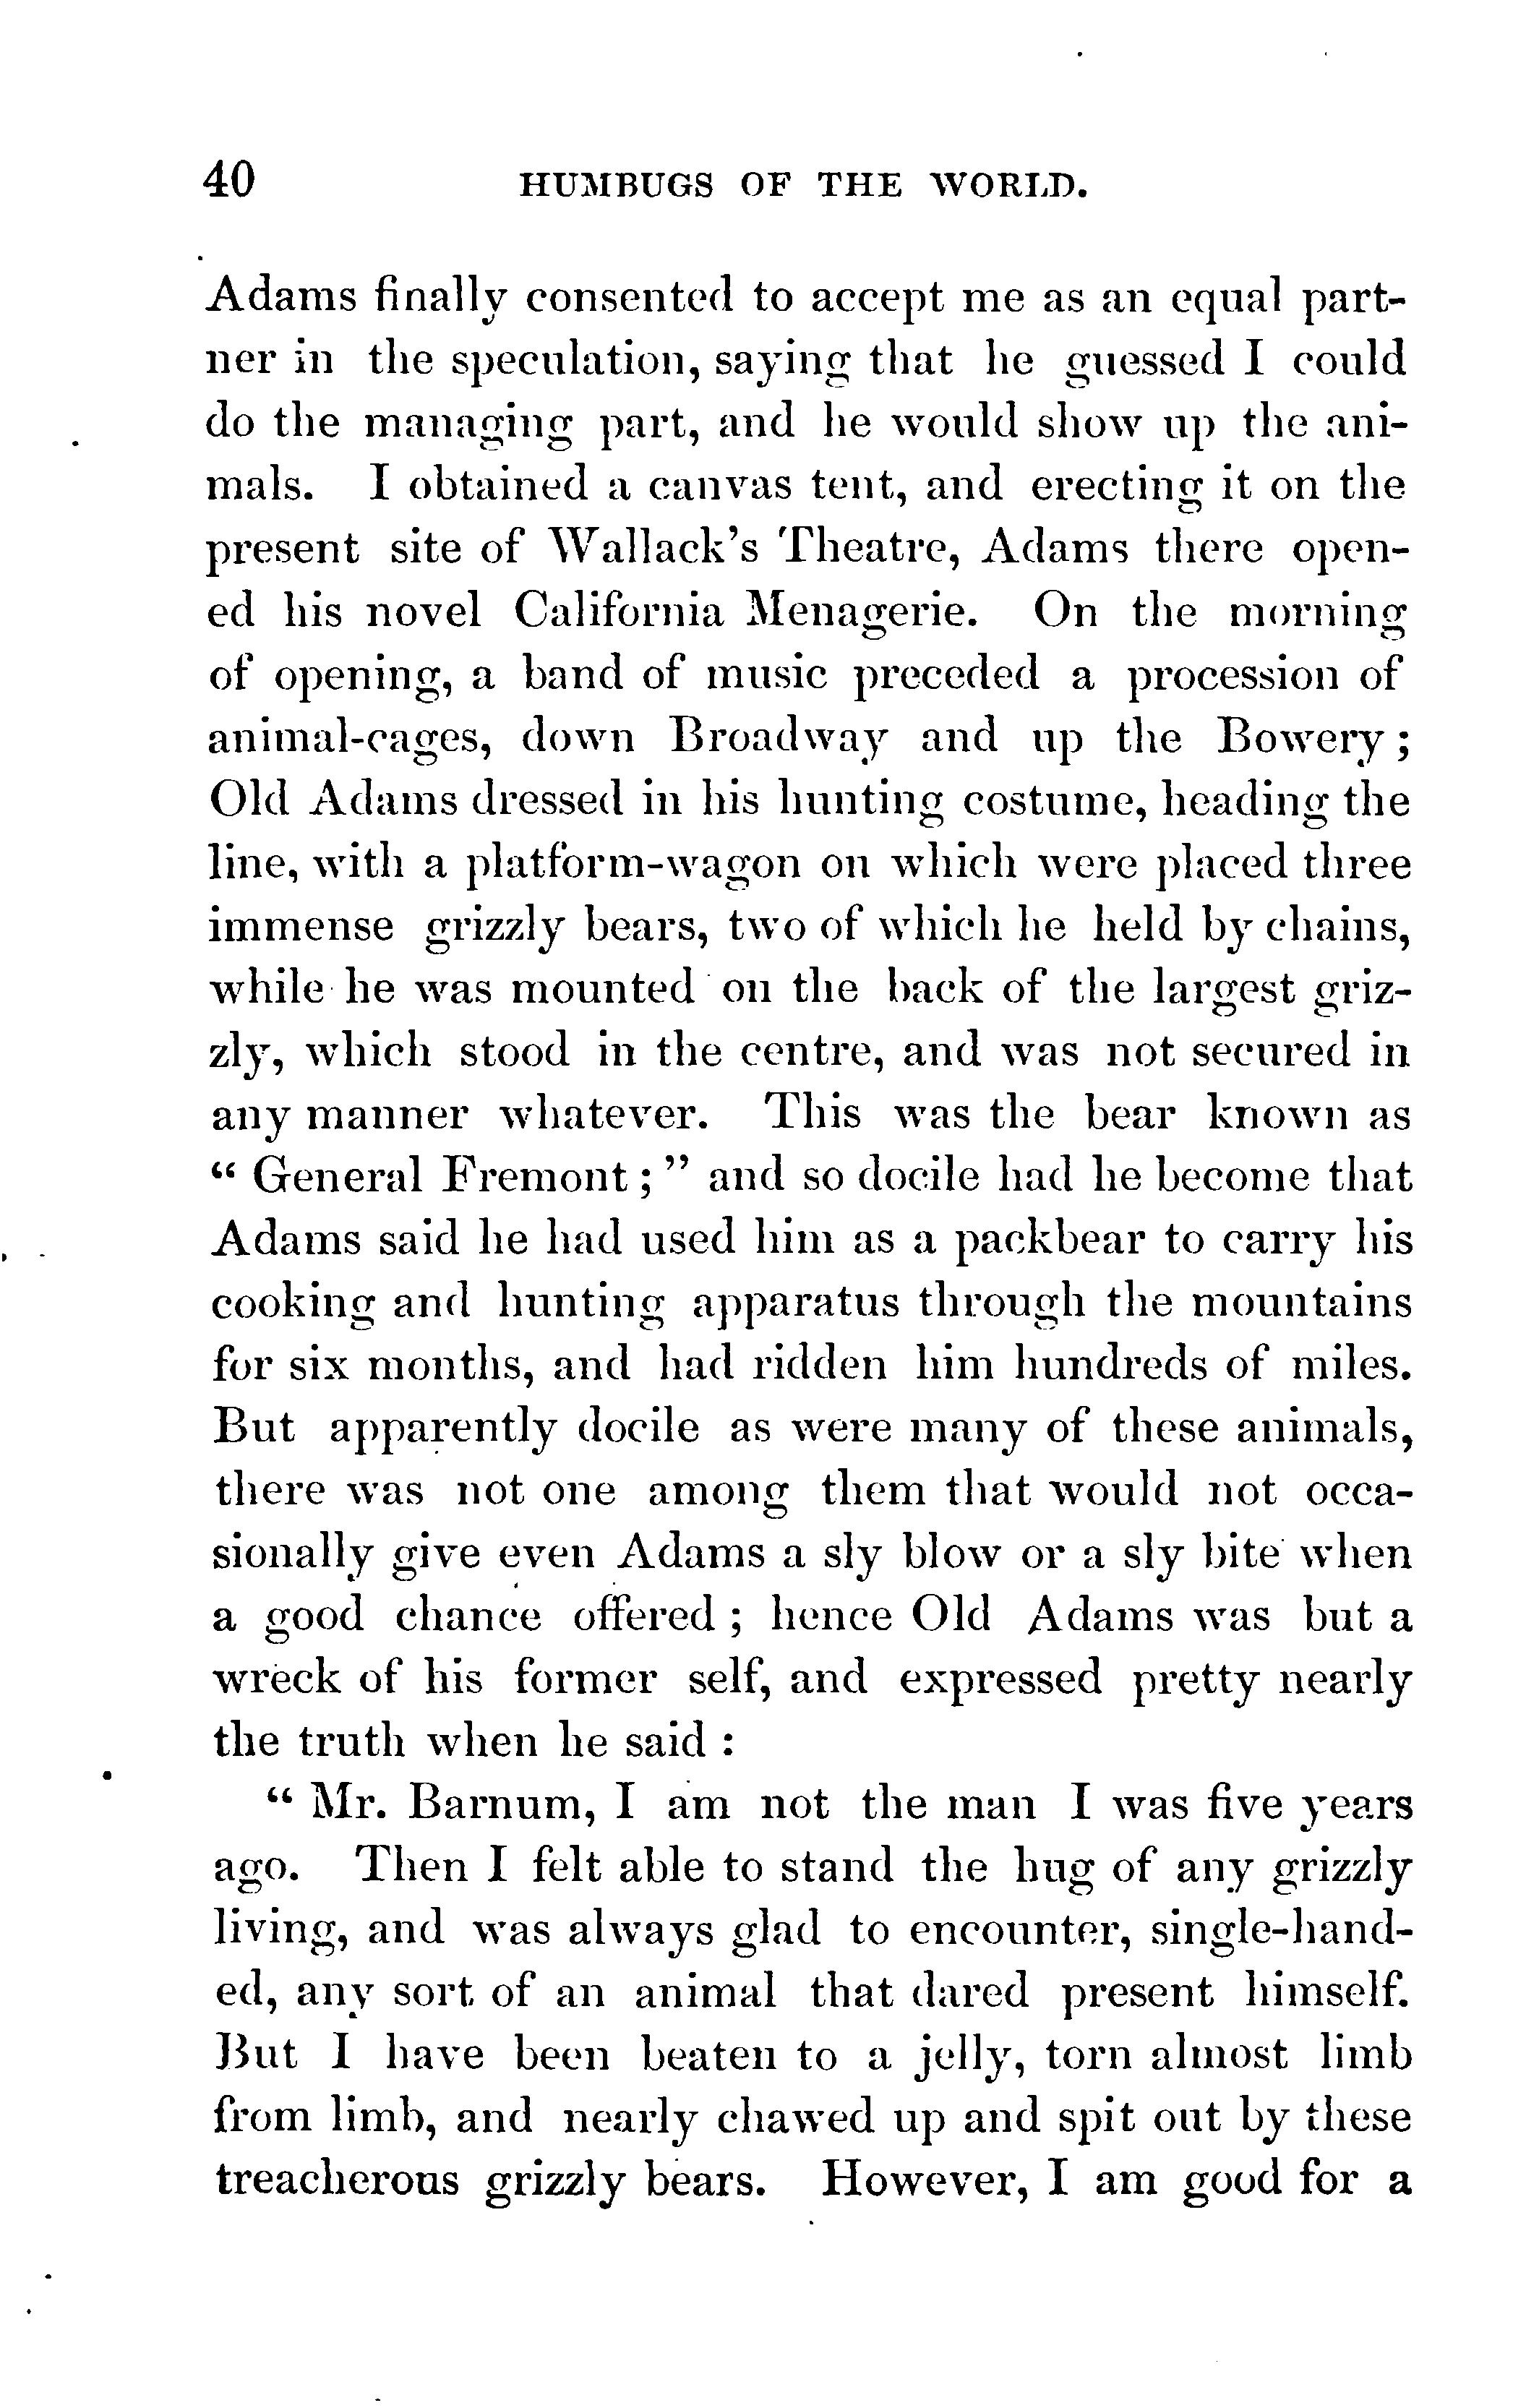 40 HUMBUGS OF THE WORLD.
Adams finally consented to accept me as an equal part-
ner in the speculation, saying that he guessed I could
do the managing part, and he would show up the ani-
mals. I obtained a canvas tent, and erecting it on the
present site of Wallack's Theatre, Adams there open-
ed his novel California Menagerie. On the morning
of opening, a band of music preceded a procession of
animal-cages, down Broadway and up the Bowery;
Old Adams dressed in his hunting costume, heading the
line, with a platform-wagon on which were placed three
immense grizzly bears, two of which he held by chains,
while he was mounted on the back of the largest griz-
zly, which stood in the centre, and was not secured in
any manner whatever. This was the bear known as
" General Fremont ; " and so docile had he become that
Adams said he had used him as a packbear to carry his
cooking and hunting apparatus through the mountains
for six months, and had ridden him hundreds of miles.
But apparently docile as were many of these animals,
there was not one among them that would not occa-
sionally give even Adams a sly blow or a sly bite when
a good chance offered ; hence Old Adams was but a
wreck of his former self, and expressed pretty nearly
the truth when he said :
" Mr. Barnum, I am not the man I was five years
ago. Then I felt able to stand the hug of any grizzly
living, and was always glad to encounter, single-hand-
ed, any sort of an animal that dared present himself.
But I have been beaten to a jelly, torn almost limb
from limb, and nearly chawed up and spit out by these
treacherous grizzly bears. However, I am good for a